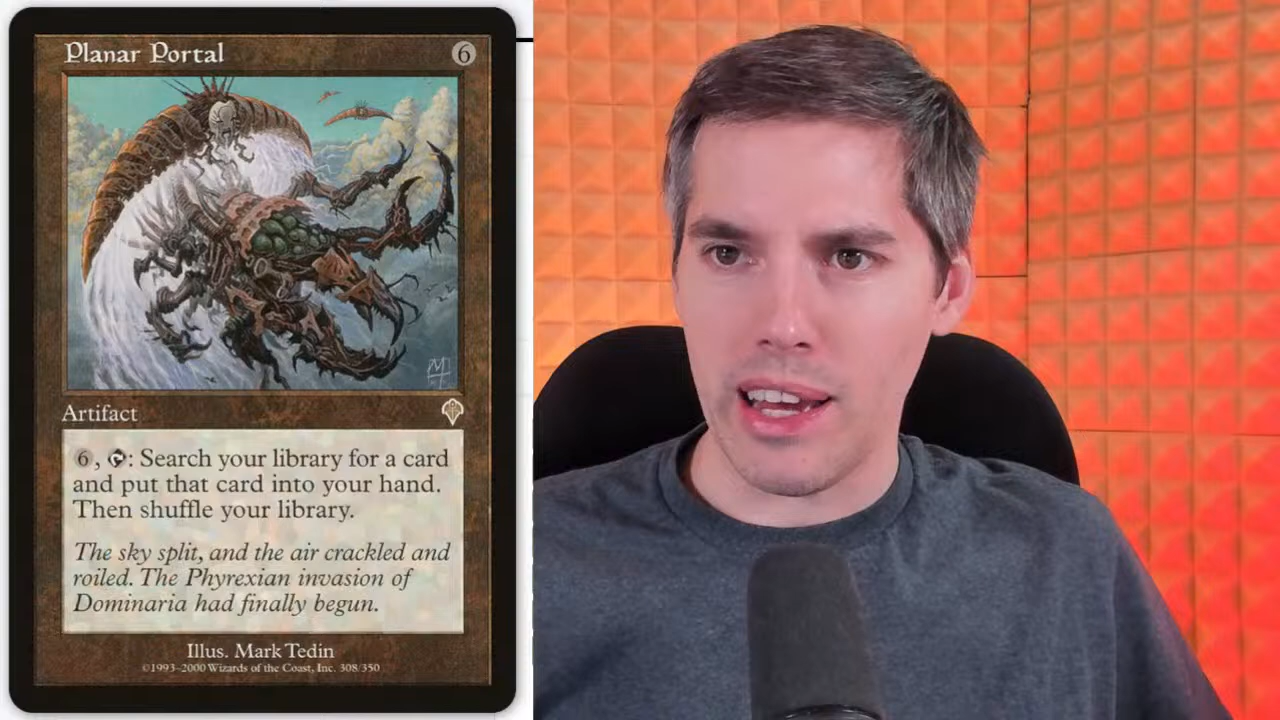 Planar Portal 6
Artifact
6, : Search your library for a card
and put that card into your hand.
Then shuffle your library.
The sky split, and the air crackled and
roiled. The Phyrexian invasion of
Dominaria had finally begun.
Illus. Mark Tedin
©1993–2000 Wizards of the Coast, Inc. 308/350